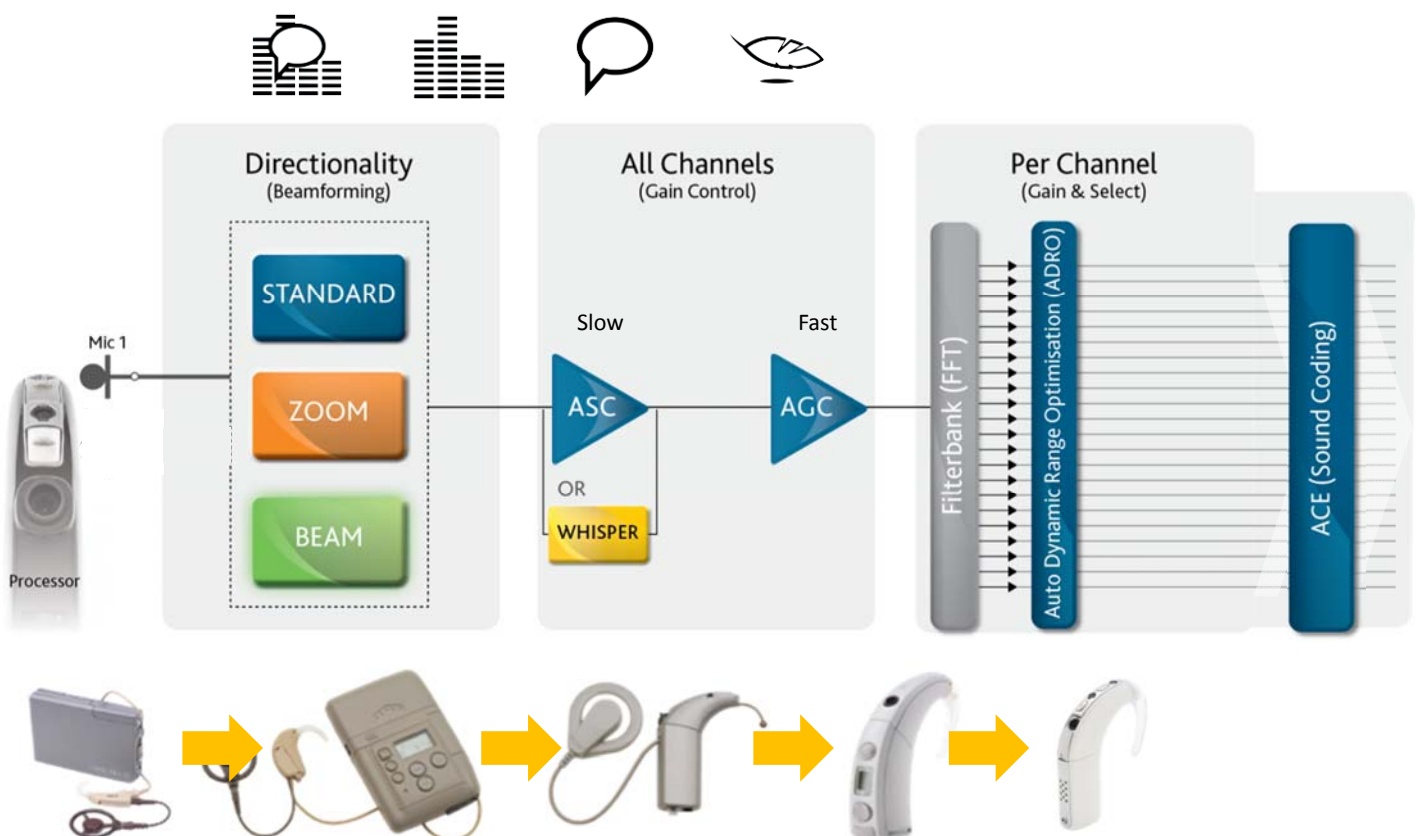 Directionality
(Beamforming)
All Channels
(Gain Control)
Per Channel
(Gain & Select)
STANDARD
ZOOM
BEAM
Mic 1
Processor
Slow
Fast
ASC
AGC
OR
WHISPER
Filterbank (FFT)
Auto Dynamic Range Optimisation (ADRO)
ACE (Sound Coding)